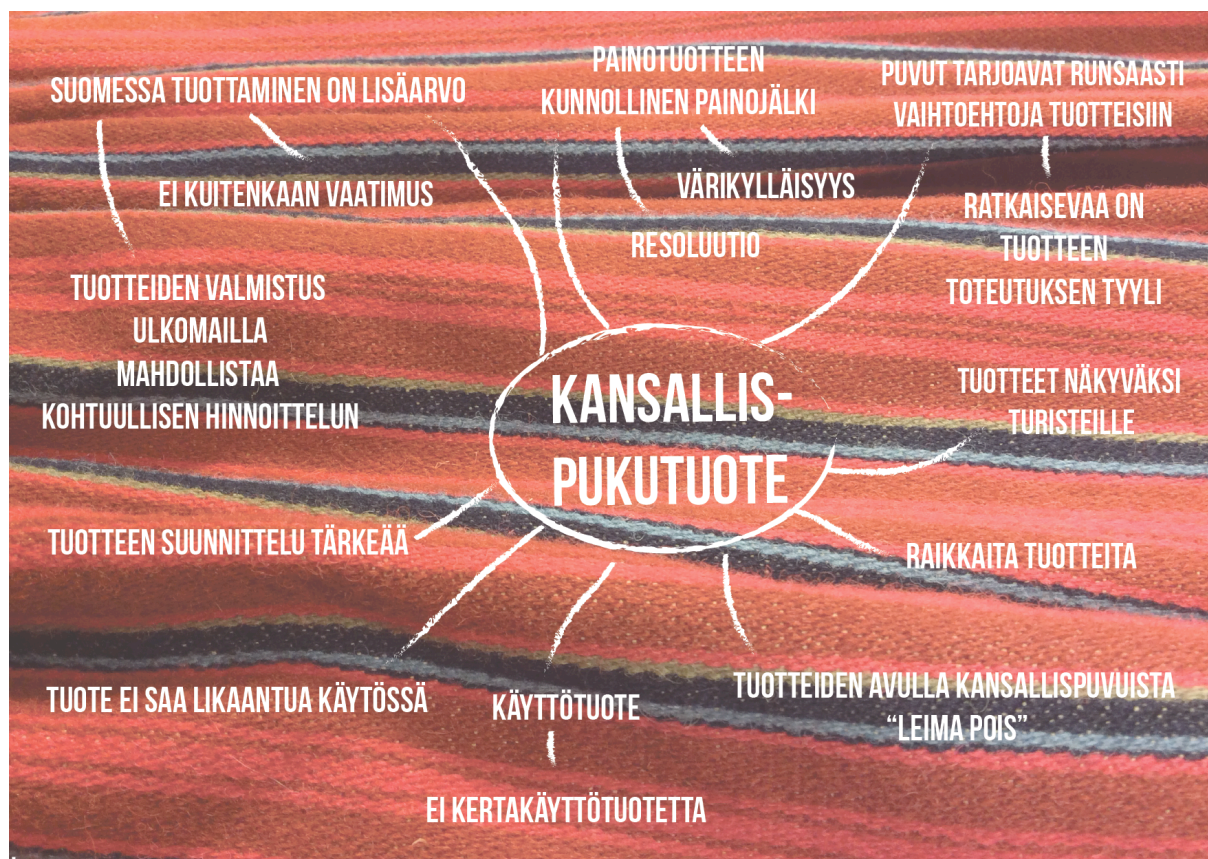 SUOMESSA TUOTTAMINEN ON LISÄARVO
EI KUITENKAAN VAATIMUS
TUOTTEIDEN VALMISTUS
ULKOMAILLA
MAHDOLLISTAA
KOHTUULLISEN HINNOITTELUN
PAINOTUOTTEEN
KUNNOLLINEN PAINOJÄLKI
VÄRIKYLLÄISYYS
RESOLUUTIO
PUVUT TARJOAVAT RUNSAASTI
VAIHTOEHTOJA TUOTTEISIIN
RATKAISEVAA ON
TUOTTEEN
TOTEUTUKSEN TYYLI
KANSALLIS-
PUKUTUOTE
TUOTTEET NÄKYVÄKSI
TURISTEILLE
TUOTTEEN SUUNNITTELU TÄRKEÄÄ
RAIKKAITA TUOTTEITA
TUOTE EI SAA LIKAANTUA KÄYTÖSSÄ
KÄYTTÖTUOTE
EI KERTAKÄYTTÖTUOTETTA
TUOTTEIDEN AVULLA KANSALLISPUVUISTA
“LEIMA POIS”